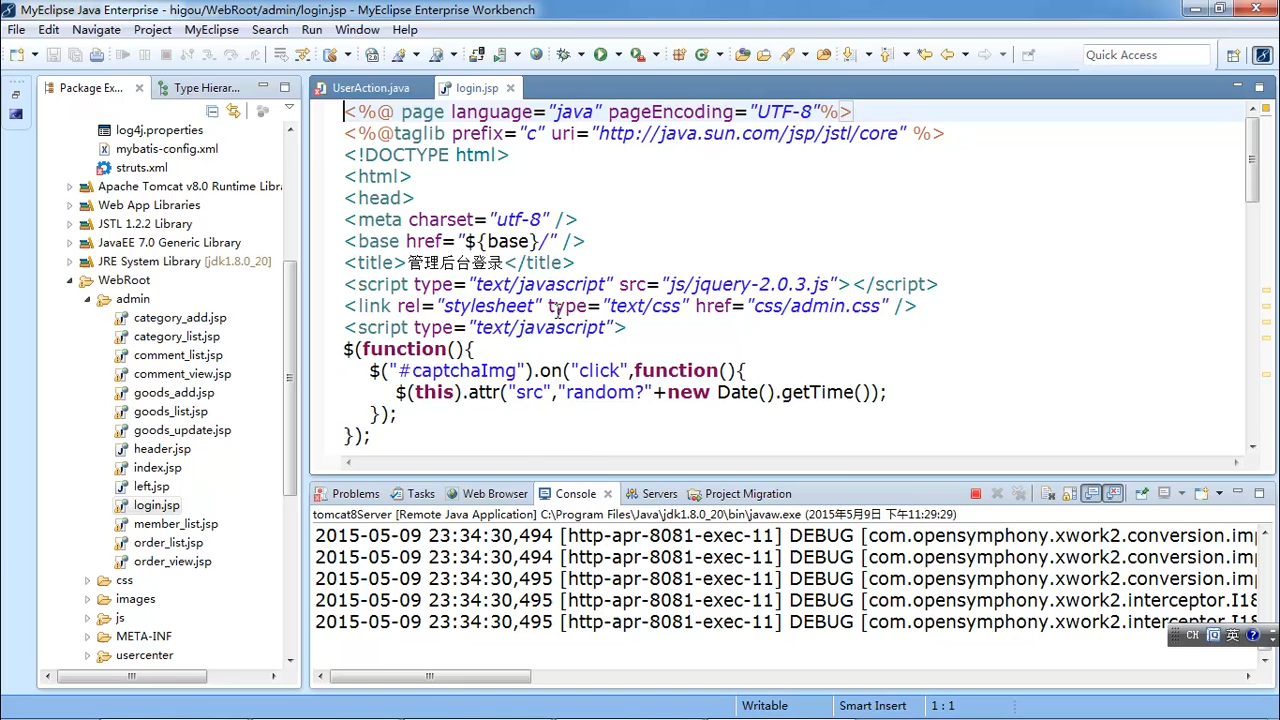 MyEclipse Java Enterprise - higou/WebRoot/admin/login.jsp - MyEclipse Enterprise Workbench
File Edit Navigate Project MyEclipse Search Run Window Help
Quick Access
Package Ex...
Type Hierar...
log4j.properties
mybatis-config.xml
struts.xml
Apache Tomcat v8.0 Runtime Libra
Web App Libraries
JSTL 1.2.2 Library
JavaEE 7.0 Generic Library
JRE System Library [jdk1.8.0_20]
WebRoot
admin
category_add.jsp
category_list.jsp
comment_list.jsp
comment_view.jsp
goods_add.jsp
goods_list.jsp
goods_update.jsp
header.jsp
index.jsp
left.jsp
login.jsp
member_list.jsp
order_list.jsp
order_view.jsp
css
images
js
META-INF
usercenter
UserAction.java
login.jsp
<%@ page language="java" pageEncoding="UTF-8"%>
<%@taglib prefix="c" uri="http://java.sun.com/jsp/jstl/core" %>
<!DOCTYPE html>
<html>
<head>
<meta charset="utf-8" />
<base href="${base}/" />
<title>管理后台登录</title>
<script type="text/javascript" src="js/jquery-2.0.3.js"></script>
<link rel="stylesheet" type="text/css" href="css/admin.css" />
<script type="text/javascript">
$(function(){
$("#captchaImg").on("click",function(){
$(this).attr("src","random?"+new Date().getTime());
});
});
Problems
Tasks
Web Browser
Console
Servers
Project Migration
tomcat8Server [Remote Java Application] C:\Program Files\Java\jdk1.8.0_20\bin\javaw.exe (2015年5月9日 下午11:29:29)
2015-05-09 23:34:30,494 [http-apr-8081-exec-11] DEBUG [com.opensymphony.xwork2.conversion.imp
2015-05-09 23:34:30,495 [http-apr-8081-exec-11] DEBUG [com.opensymphony.xwork2.conversion.imp
2015-05-09 23:34:30,495 [http-apr-8081-exec-11] DEBUG [com.opensymphony.xwork2.conversion.imp
2015-05-09 23:34:30,495 [http-apr-8081-exec-11] DEBUG [com.opensymphony.xwork2.interceptor.I18
2015-05-09 23:34:30,495 [http-apr-8081-exec-11] DEBUG [com.opensymphony.xwork2.interceptor.I18
CH 英
Writable
Smart Insert
1 : 1